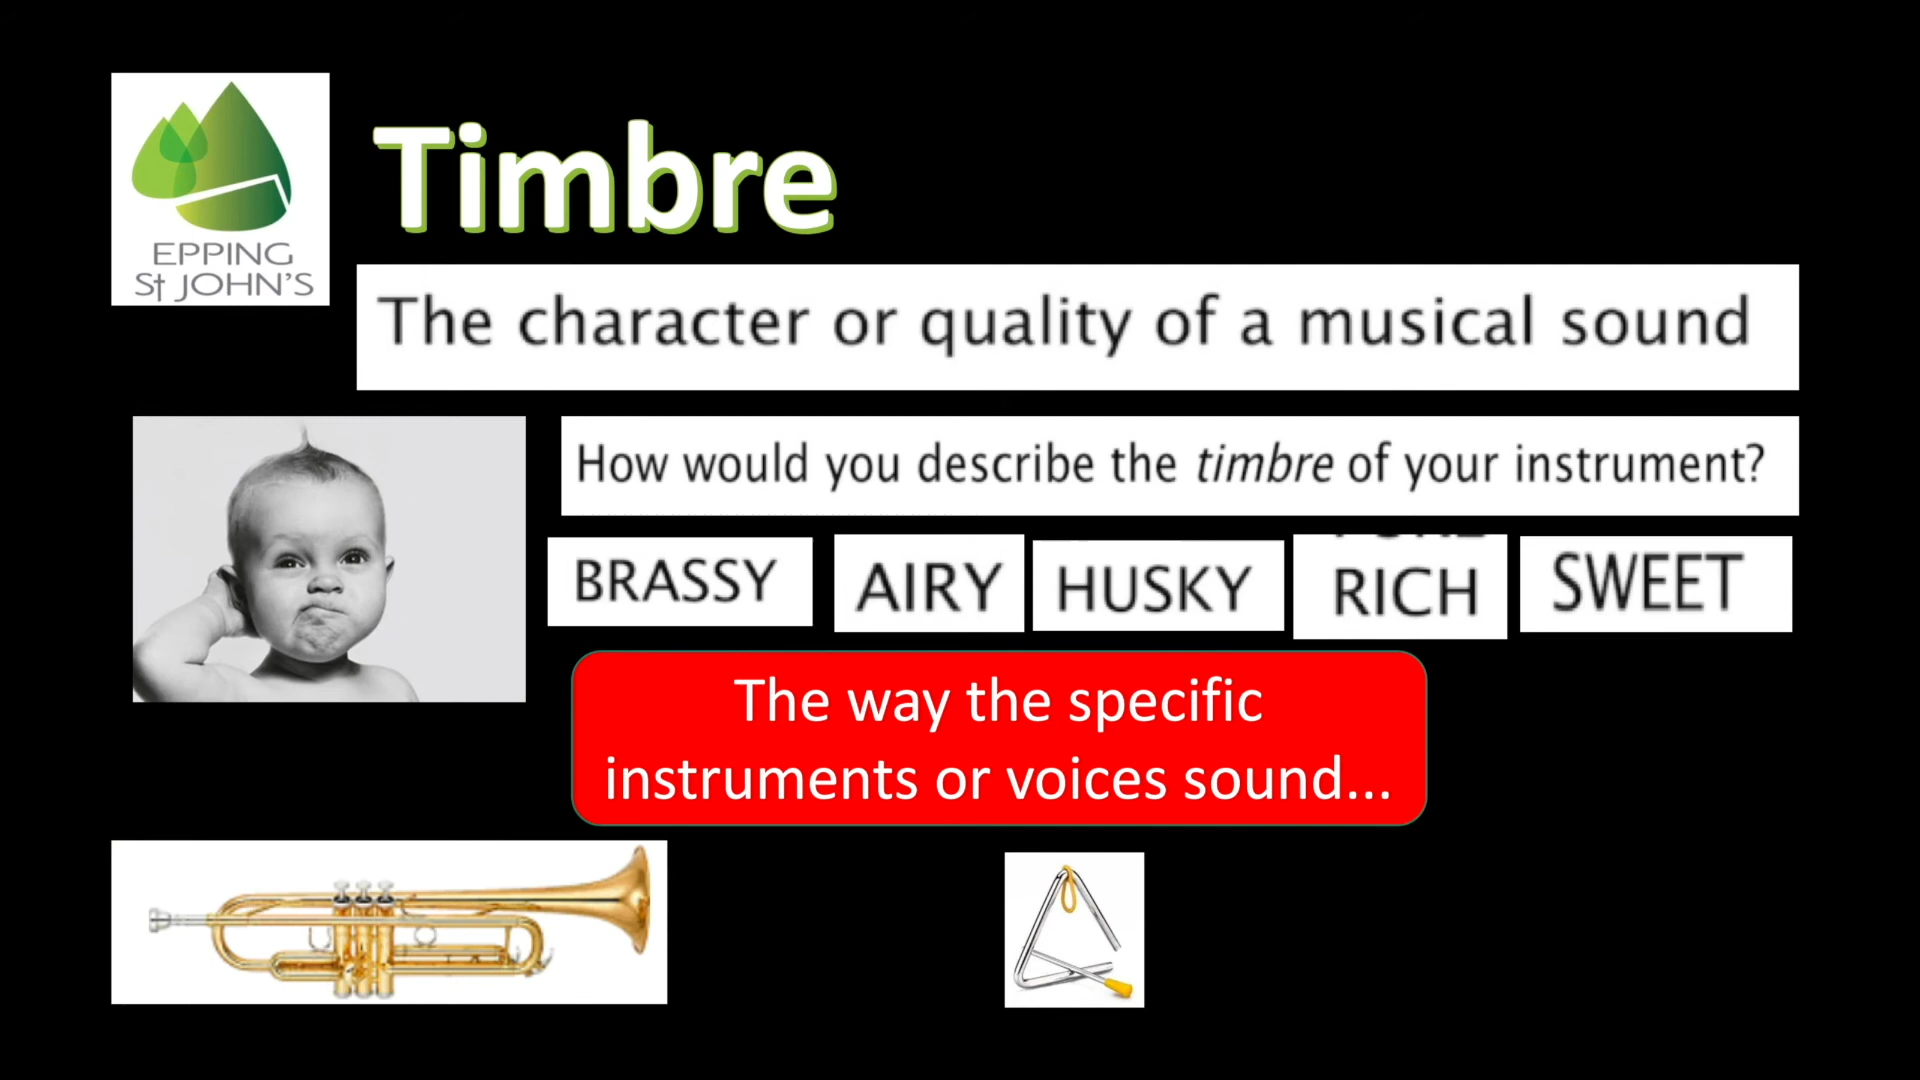 EPPING
St JOHN'S
Timbre
The character or quality of a musical sound
How would you describe the timbre of your instrument?
BRASSY AIRY HUSKY RICH SWEET
The way the specific
instruments or voices sound...